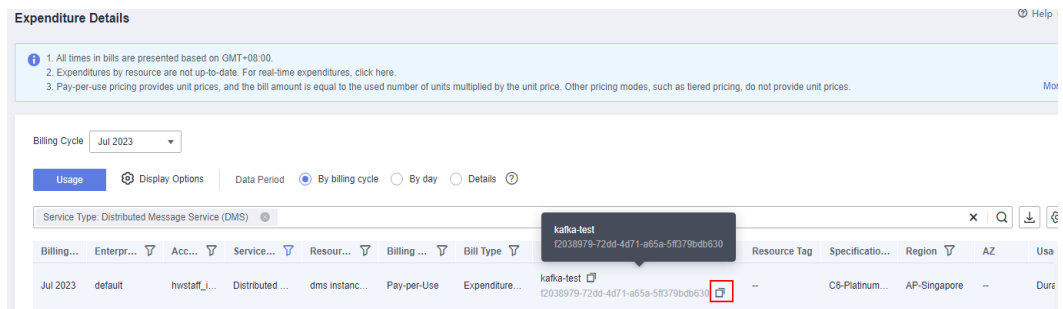 Expenditure Details
Help
1. All times in bills are presented based on GMT+08:00.
2. Expenditures by resource are not up-to-date. For real-time expenditures, click here.
3. Pay-per-use pricing provides unit prices, and the bill amount is equal to the used number of units multiplied by the unit price. Other pricing modes, such as tiered pricing, do not provide unit prices.
Mor
Billing Cycle Jul 2023
Usage Display Options Data Period By billing cycle By day Details
Service Type: Distributed Message Service (DMS)
kafka-test
f2038979-72dd-4d71-a65a-5ff379bdb630
Billing... Enterpr... Acc... Service... Resour... Billing ... Bill Type Resource Tag Specificatio... Region AZ Usa
Jul 2023 default hwstaff_i... Distributed ... dms instanc... Pay-per-Use Expenditure... kafka-test -- C6-Platinum... AP-Singapore -- Dura
f2038979-72dd-4d71-a65a-5ff379bdb630